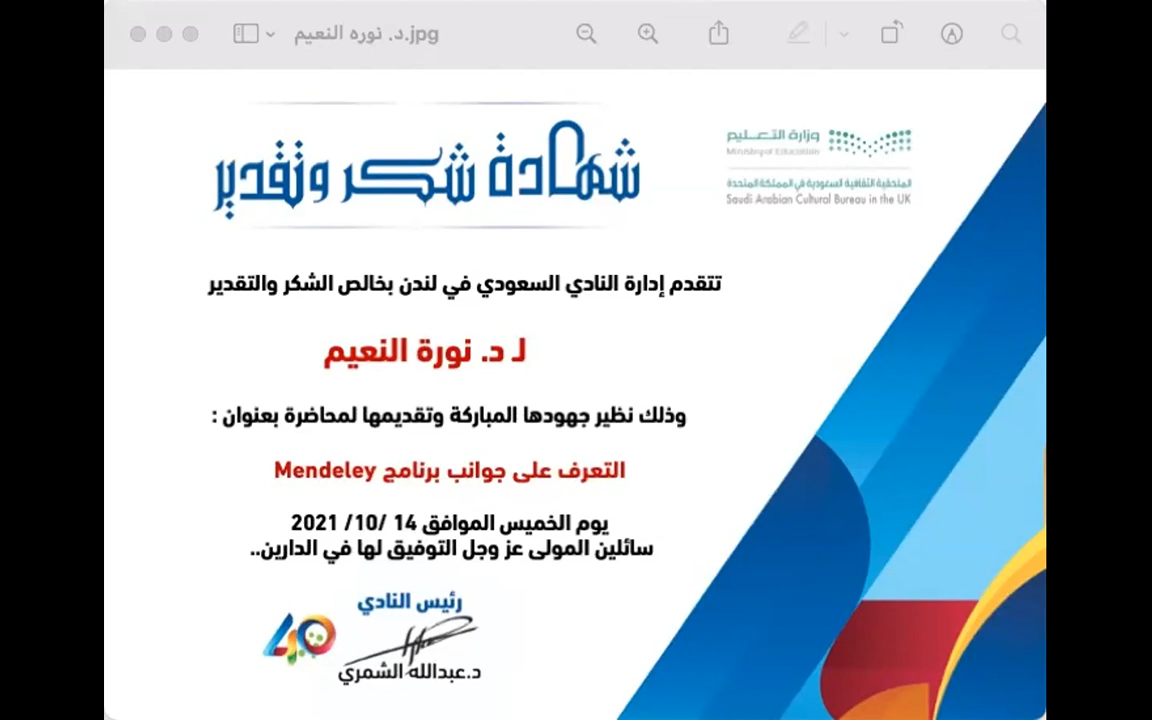 د. نوره النعيم.jpg
وزارة التعليم
Ministry of Education
الملحقية الثقافية السعودية في المملكة المتحدة
Saudi Arabian Cultural Bureau in the UK
شهادة شكر وتقدير
تتقدم إدارة النادي السعودي في لندن بخالص الشكر والتقدير
لـ د. نورة النعيم
وذلك نظير جهودها المباركة وتقديمها لمحاضرة بعنوان :
التعرف على جوانب برنامج Mendeley
يوم الخميس الموافق 14 /10/ 2021
سائلين المولى عز وجل التوفيق لها في الدارين..
رئيس النادي
40
د.عبدالله الشمري